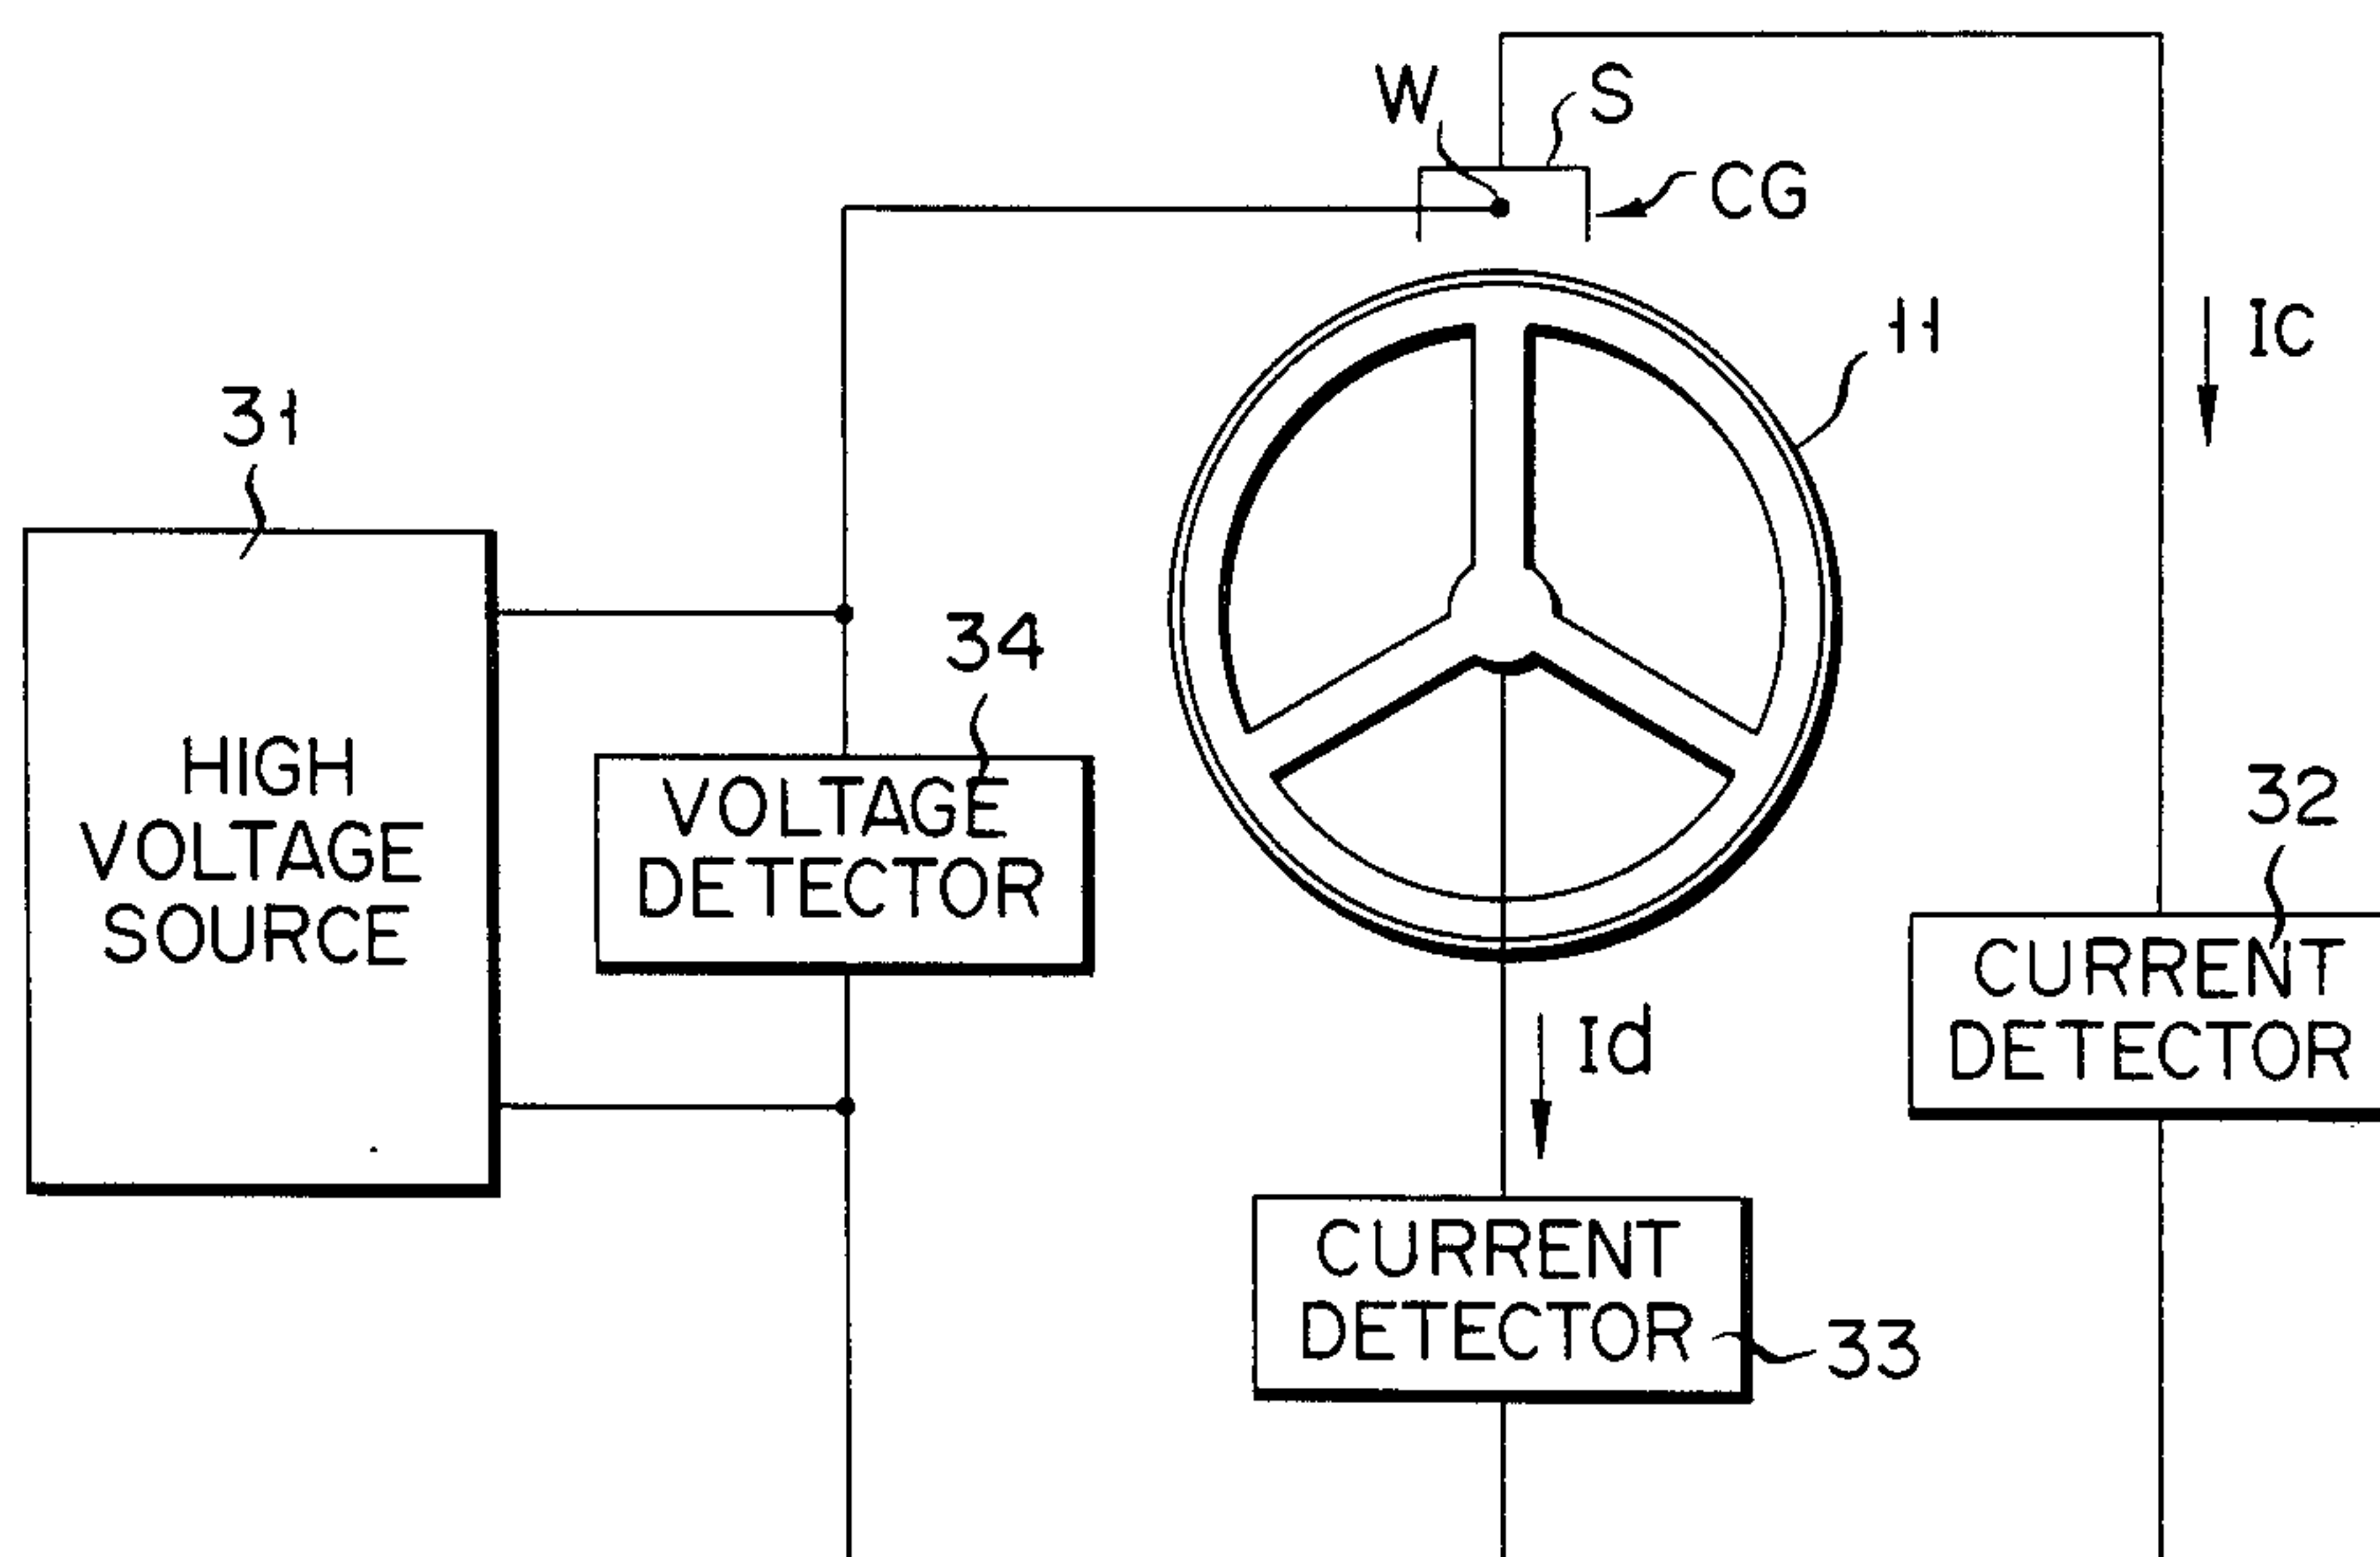 W
S
CG
H
IC
31
34
HIGH
VOLTAGE
SOURCE
VOLTAGE
DETECTOR
32
CURRENT
DETECTOR
Id
CURRENT
DETECTOR
33